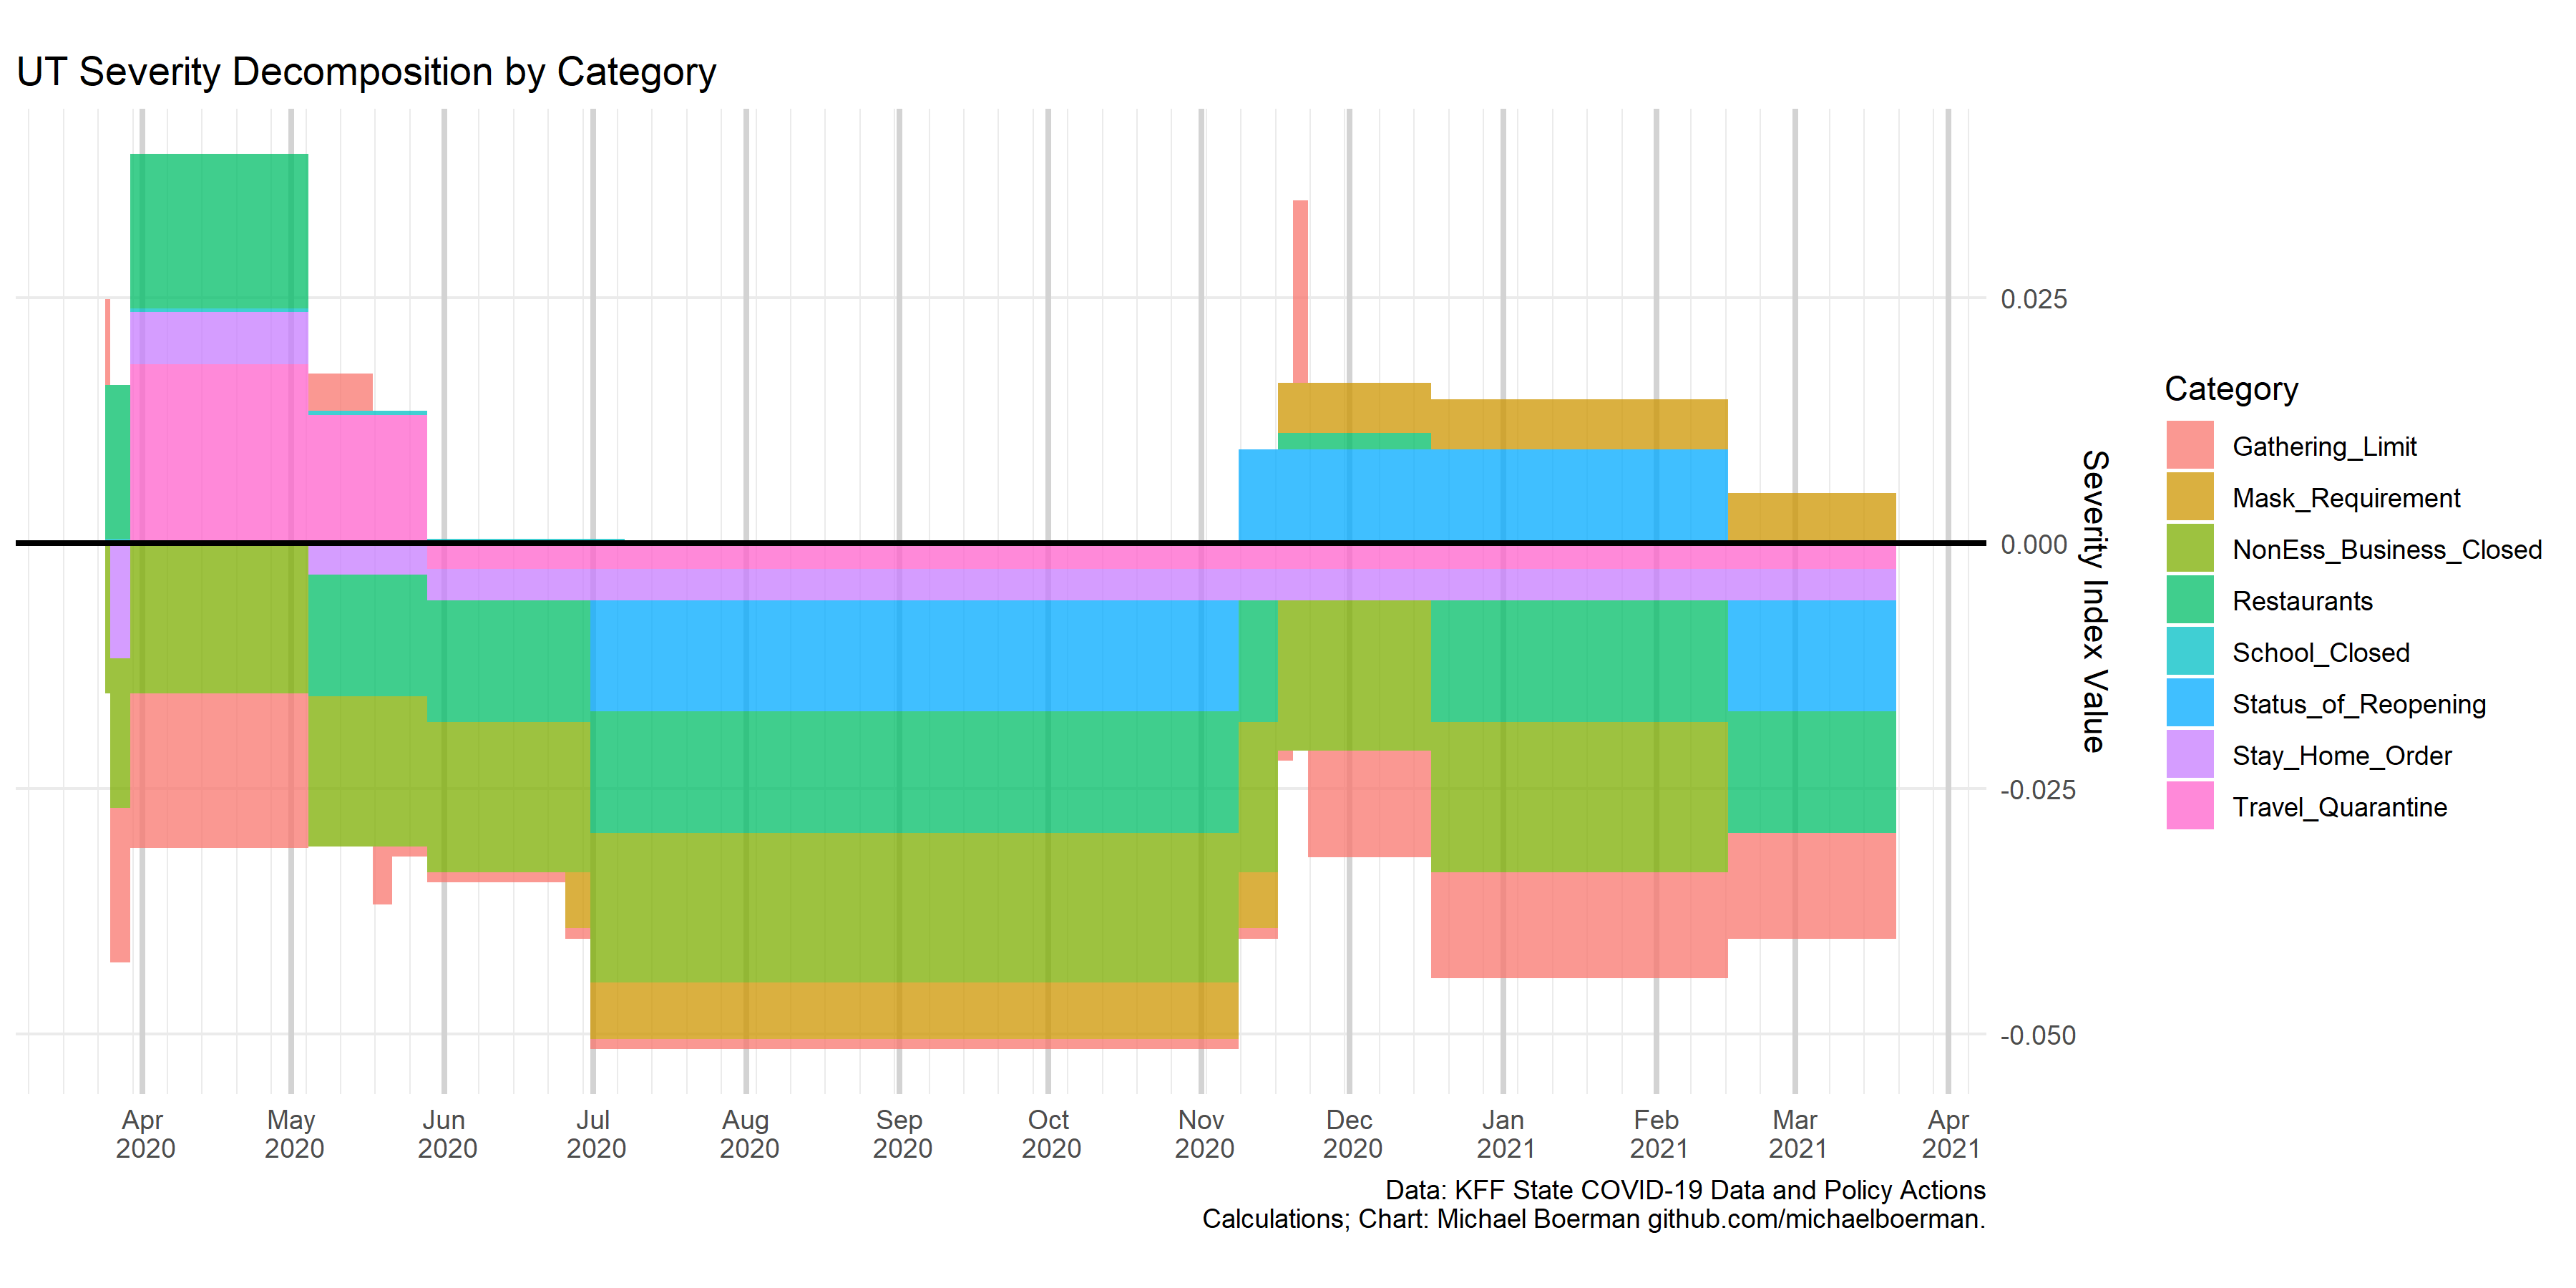 UT Severity Decomposition by Category
0.025
0.000
-0.025
-0.050
Severity Index Value
Apr
2020
May
2020
Jun
2020
Jul
2020
Aug
2020
Sep
2020
Oct
2020
Nov
2020
Dec
2020
Jan
2021
Feb
2021
Mar
2021
Apr
2021
Category
Gathering_Limit
Mask_Requirement
NonEss_Business_Closed
Restaurants
School_Closed
Status_of_Reopening
Stay_Home_Order
Travel_Quarantine
Data: KFF State COVID-19 Data and Policy Actions
Calculations; Chart: Michael Boerman github.com/michaelboerman.